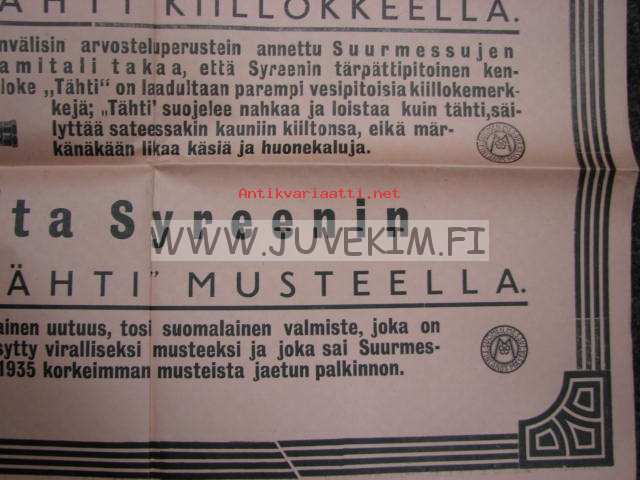 ÄHTI KIILLOKKEELLA.
nvälisin arvosteluperustein annettu Suurmessujen
amitali takaa, että Syreenin tärpättipitoinen ken-
loke „Tähti” on laadultaan parempi vesipitoisia kiillokemerk-
kejä; „Tähti’ suojelee nahkaa ja loistaa kuin tähti, säi-
lyttää sateessakin kauniin kiiltonsa, eikä mär-
känäkään likaa käsiä ja huonekaluja.
Antikvariaatti.net
ta Syreenin
WWW.JUVEKIM.FI
ÄHTI” MUSTEELLA.
ainen uutuus, tosi suomalainen valmiste, joka on
sytty viralliseksi musteeksi ja joka sai Suurmes-
1935 korkeimman musteista jaetun palkinnon.